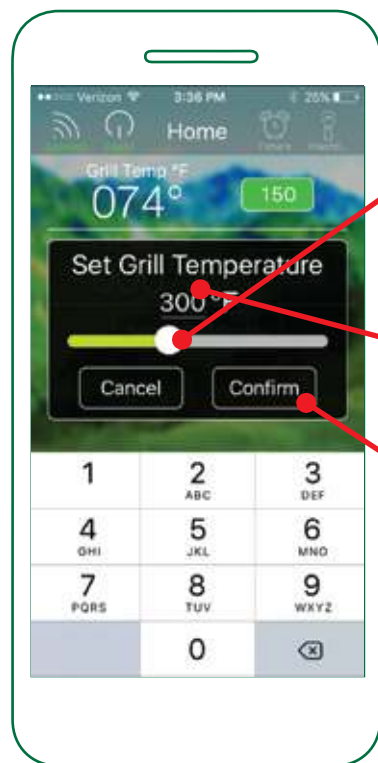 Verizon 3:36 PM 25%
Home
Grill Temp °F
074° 150
Set Grill Temperature
300 °F
Cancel Confirm
1 2 3
ABC DEF
4 5 6
GHI JKL MNO
7 8 9
PQRS TUV WXYZ
0